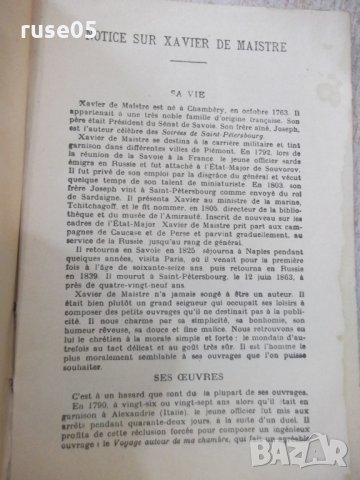 ruse05
NOTICE SUR XAVIER DE MAISTRE
SA VIE
Xavier de Maistre est né à Chambéry, en octobre 1763. Il
appartenait à une très noble famille d'origine française. Son
père était Président du Sénat de Savoie. Son frère aîné, Joseph,
est l'auteur célèbre des Soirées de Saint-Pétersbourg.
Xavier de Maistre se destina à la carrière militaire et tint
garnison dans différentes villes de Piémont. En 1792, lors de
la réunion de la Savoie à la France le jeune officier sarde
émigra en Russie et fut attaché à l'État-Major de Souvorov.
Il fut privé de son emploi par la disgrâce du général et vécut
quelque temps de son talent de miniaturiste. En 1803 son
frère Joseph vint à Saint-Pétersbourg comme envoyé du roi
de Sardaigne. Il présenta Xavier au ministre de la marine,
Tchitchagoff, et le fit nommer, en 1805, directeur de la biblio-
thèque et du musée de l'Amirauté. Inscrit de nouveau sur les
cadres de l'État-Major Xavier de Maistre prit part aux cam-
pagnes de Caucase et de Perse et parvint graduellement, au
service de la Russie jusqu'au rang de général.
Il retourna en Savoie en 1825 séjourna à Naples pendant
quelques années, visita Paris, où il venait pour la première
fois à l'âge de soixante-seize ans puis retourna en Russie
en 1839. Il mourut à Saint-Pétersbourg, le 12 juin 1863, à
près de quatre-vingt-neuf ans.
Xavier de Maistre n'a jamais songé à être un auteur. Il
était bien plutôt un grand seigneur qui occupait ses loisirs à
composer des petits ouvrages qu'il ne destinait pas à la publi-
cité. Il nous charme par sa simplicité, sa bonhomie, son
humeur rêveuse, sa douce et fine malice. Nous retrouvons en
lui le chrétien à la morale simple et forte : le mondain d'au-
trefois au tact délicat et au goût très sûr. Il est l'homme le
plus moralement semblable à ses ouvrages que l'on puisse
souhaiter.
SES ŒUVRES
C'est à un hasard que sont dus la plupart de ses ouvrages.
En 1790, à vingt-six ou vingt-sept ans alors qu'il était en
garnison à Alexandrie (Italie), le jeune officier fut mis aux
arrêts pendant quarante-deux jours, à la suite d'un duel. Il
profita de cette réclusion forcée pour composer un ingénieux
ouvrage : le Voyage autour de ma chambre, qui fait un agréable
BAZAR
bg